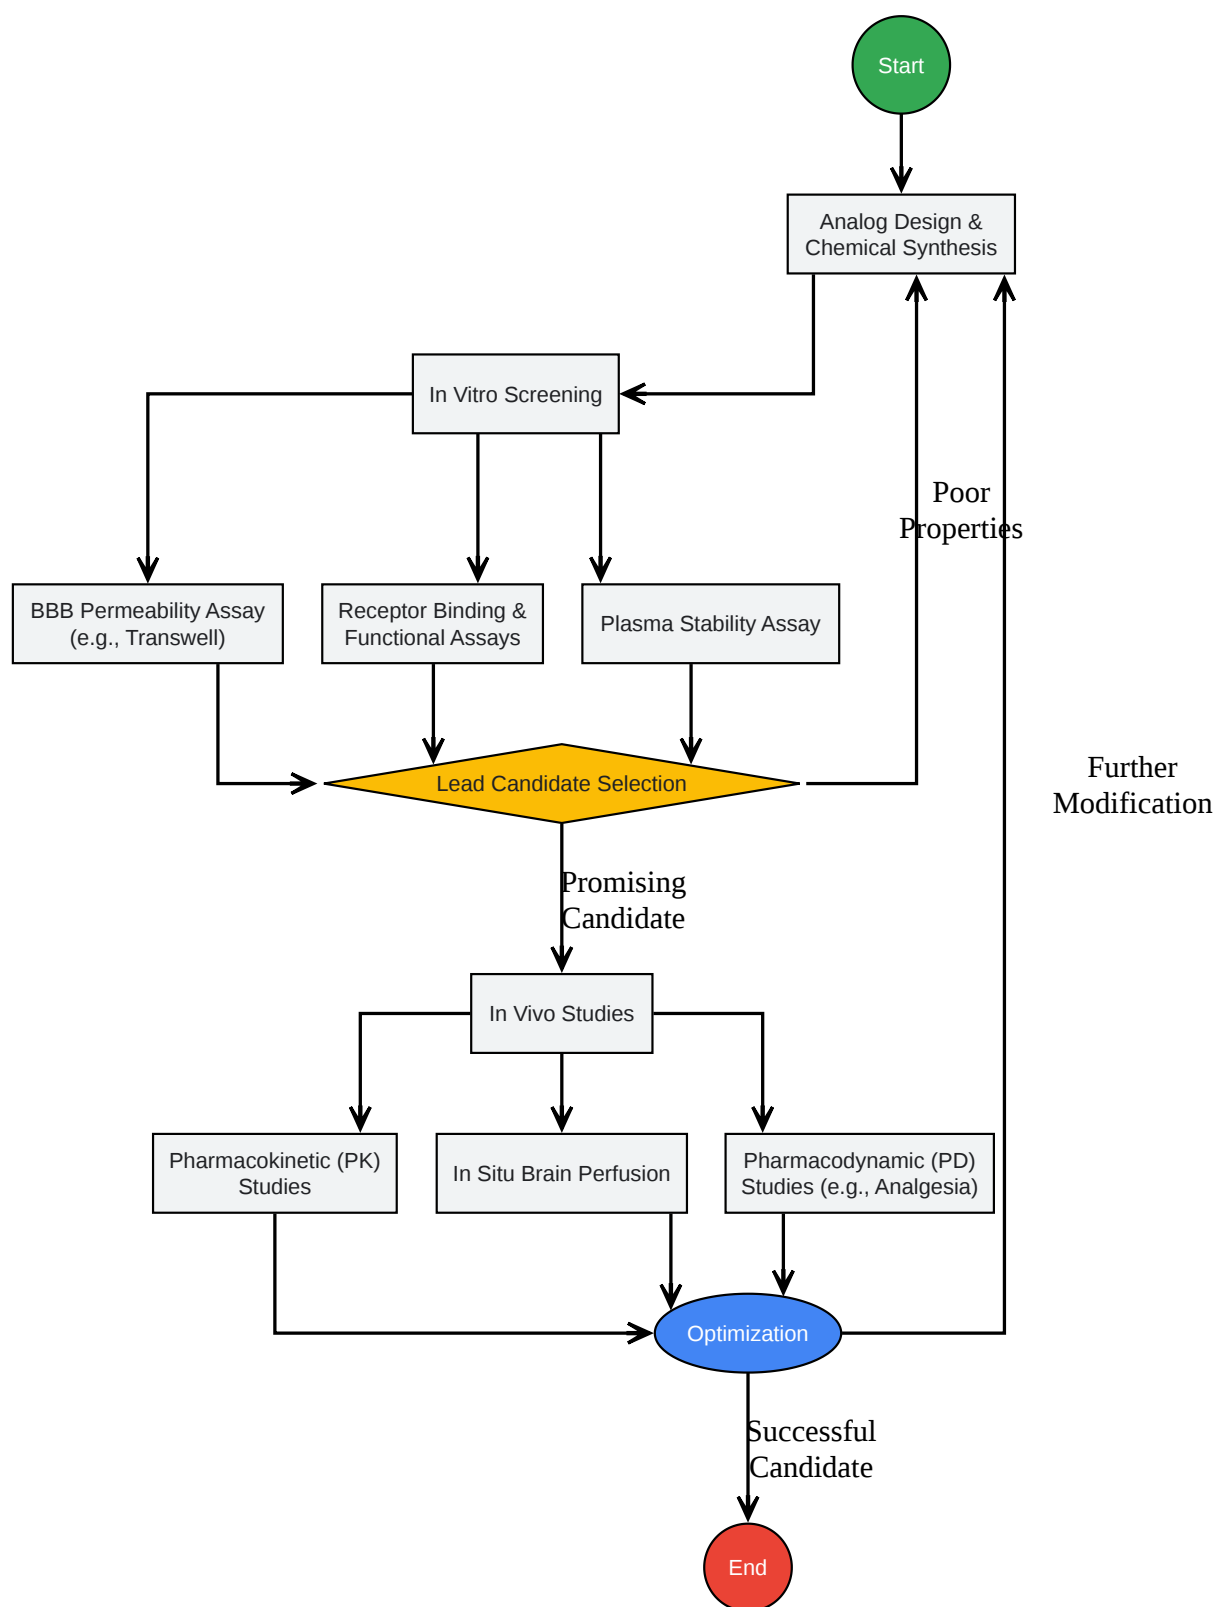 Start
Analog Design &
Chemical Synthesis
In Vitro Screening
Poor
Properties
BBB Permeability Assay
(e.g., Transwell)
Receptor Binding &
Functional Assays
Plasma Stability Assay
Lead Candidate Selection
Further
Modification
Promising
Candidate
In Vivo Studies
Pharmacokinetic (PK)
Studies
In Situ Brain Perfusion
Pharmacodynamic (PD)
Studies (e.g., Analgesia)
Optimization
Successful
Candidate
End